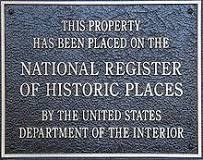 THIS PROPERTY
HAS BEEN PLACED ON THE
NATIONAL REGISTER
OF HISTORIC PLACES
BY THE UNITED STATES
DEPARTMENT OF THE INTERIOR